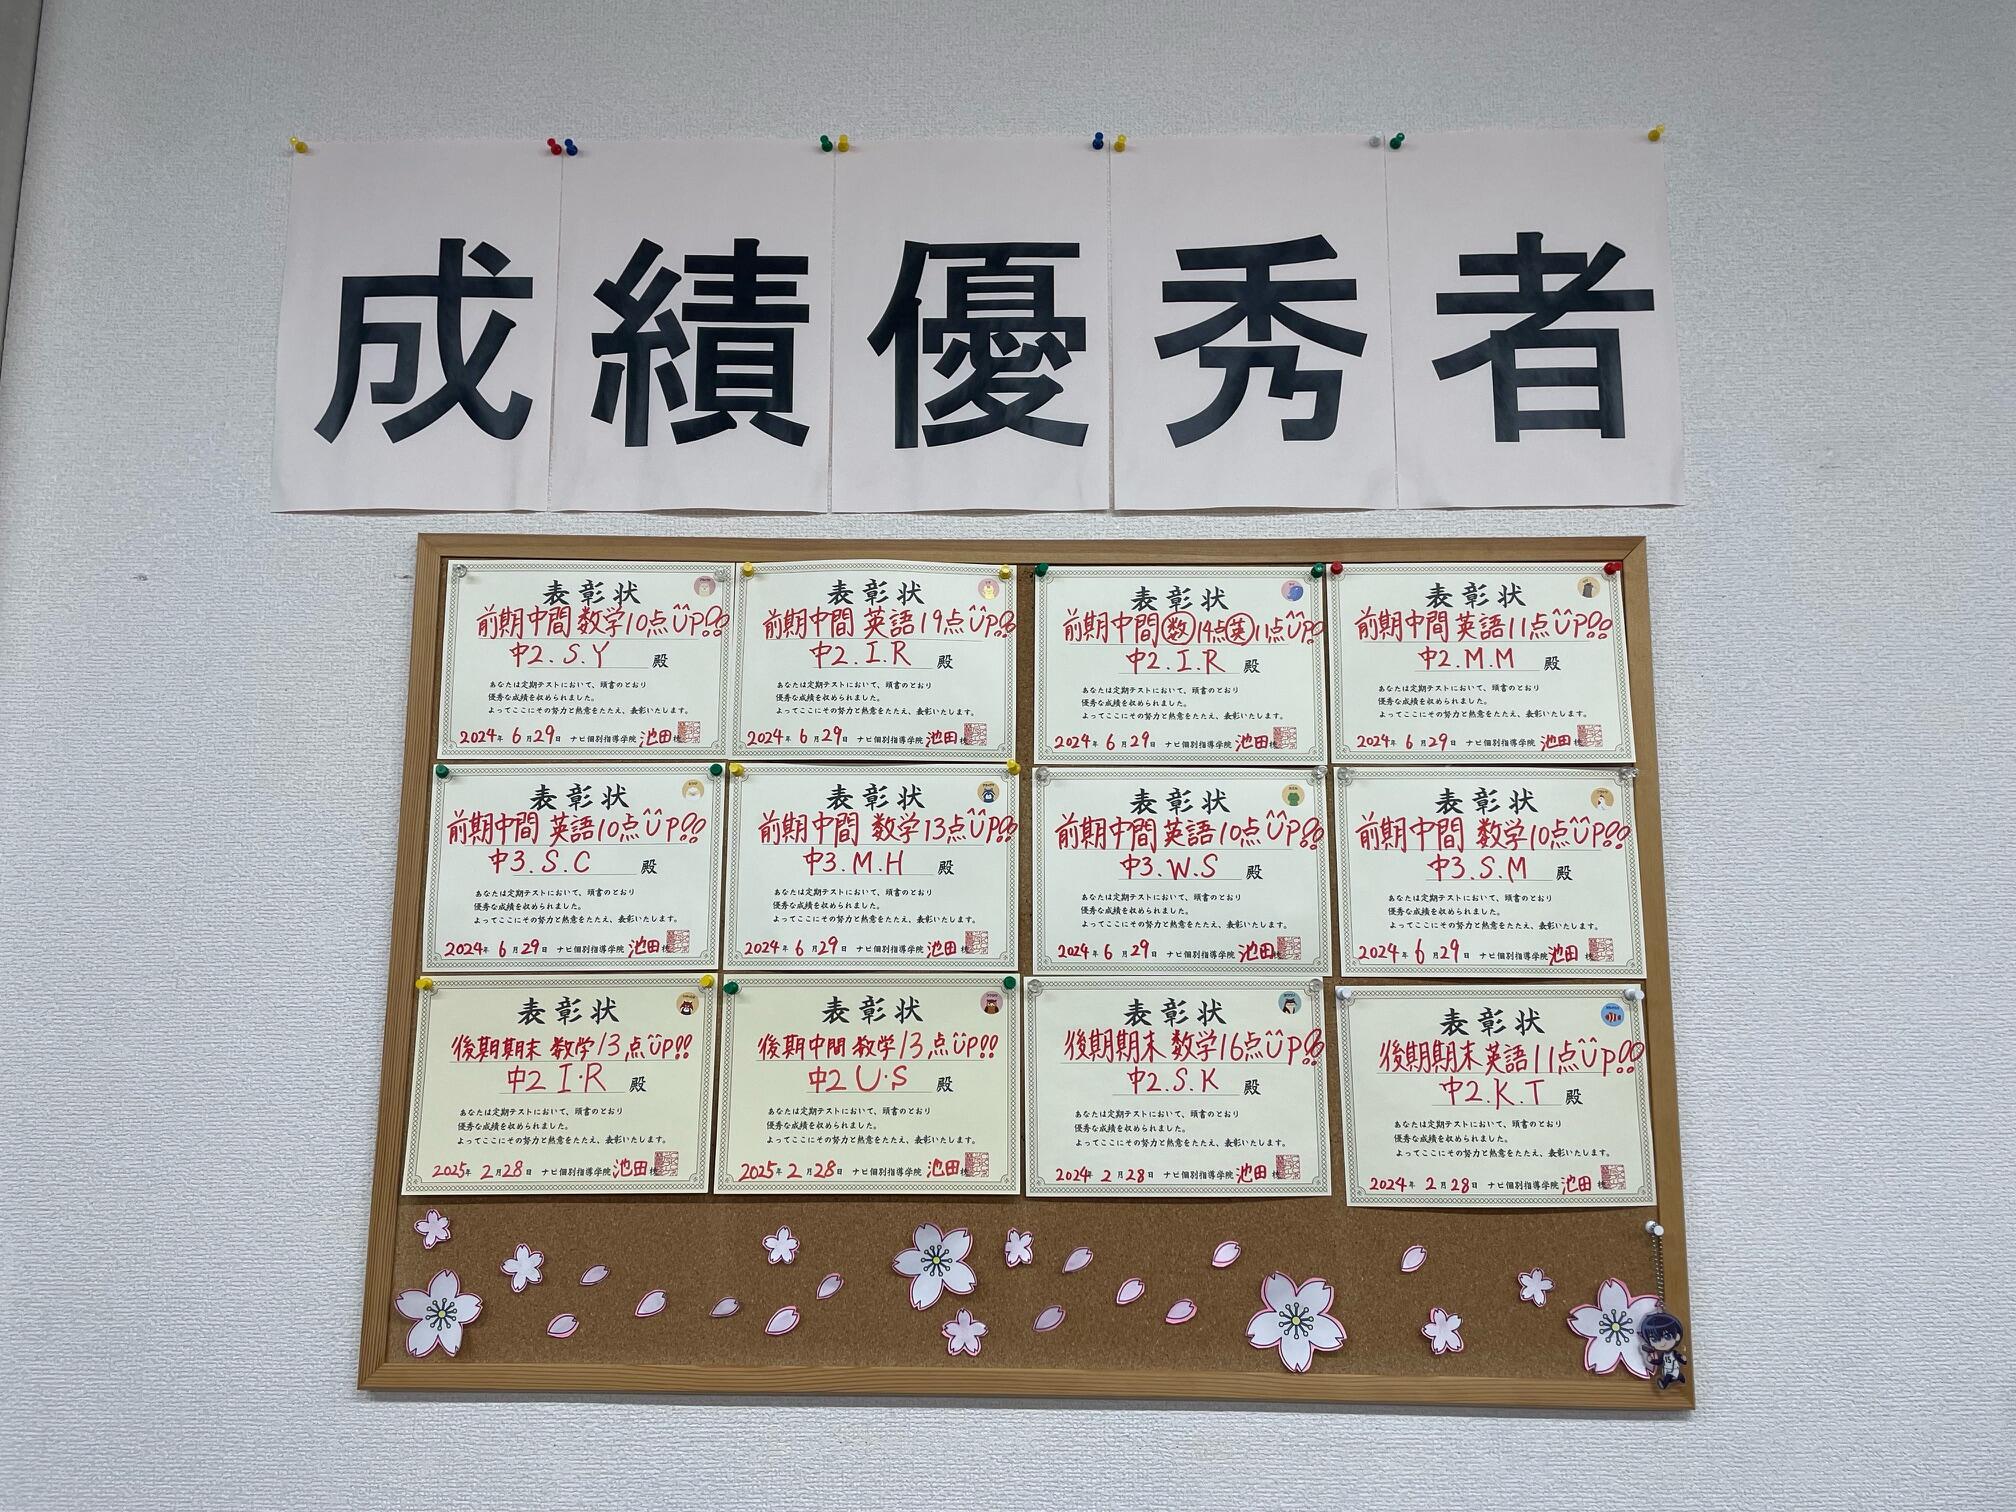 成績優秀者
表彰状
前期中間 数学10点UP!!
中2.S.Y 殿
あなたは定期テストにおいて、頭書のとおり
優秀な成績を収められました。
よってここにその努力と熱意をたたえ、表彰いたします。
2024年 6月29日 ナビ個別指導学院 池田
表彰状
前期中間 英語19点UP!!
中2.I.R 殿
あなたは定期テストにおいて、頭書のとおり
優秀な成績を収められました。
よってここにその努力と熱意をたたえ、表彰いたします。
2024年 6月29日 ナビ個別指導学院 池田
表彰状
前期中間 数14点 英11点UP!!
中2.I.R 殿
あなたは定期テストにおいて、頭書のとおり
優秀な成績を収められました。
よってここにその努力と熱意をたたえ、表彰いたします。
2024年 6月29日 ナビ個別指導学院 池田
表彰状
前期中間 英語11点UP!!
中2.M.M 殿
あなたは定期テストにおいて、頭書のとおり
優秀な成績を収められました。
よってここにその努力と熱意をたたえ、表彰いたします。
2024年 6月29日 ナビ個別指導学院 池田
表彰状
前期中間 英語10点UP!!
中3.S.C 殿
あなたは定期テストにおいて、頭書のとおり
優秀な成績を収められました。
よってここにその努力と熱意をたたえ、表彰いたします。
2024年 6月29日 ナビ個別指導学院 池田
表彰状
前期中間 数学13点UP!!
中3.M.H 殿
あなたは定期テストにおいて、頭書のとおり
優秀な成績を収められました。
よってここにその努力と熱意をたたえ、表彰いたします。
2024年 6月29日 ナビ個別指導学院 池田
表彰状
前期中間 英語10点UP!!
中3.W.S 殿
あなたは定期テストにおいて、頭書のとおり
優秀な成績を収められました。
よってここにその努力と熱意をたたえ、表彰いたします。
2024年 6月29日 ナビ個別指導学院 池田
表彰状
前期中間 数学10点UP!!
中3.S.M 殿
あなたは定期テストにおいて、頭書のとおり
優秀な成績を収められました。
よってここにその努力と熱意をたたえ、表彰いたします。
2024年 6月29日 ナビ個別指導学院 池田
表彰状
後期期末 数学13点UP!!
中2 I・R 殿
あなたは定期テストにおいて、頭書のとおり
優秀な成績を収められました。
よってここにその努力と熱意をたたえ、表彰いたします。
2025年 2月28日 ナビ個別指導学院 池田
表彰状
後期中間 数学13点UP!!
中2 U・S 殿
あなたは定期テストにおいて、頭書のとおり
優秀な成績を収められました。
よってここにその努力と熱意をたたえ、表彰いたします。
2025年 2月28日 ナビ個別指導学院 池田
表彰状
後期期末 数学16点UP!!
中2.S.K 殿
あなたは定期テストにおいて、頭書のとおり
優秀な成績を収められました。
よってここにその努力と熱意をたたえ、表彰いたします。
2024年 2月28日 ナビ個別指導学院 池田
表彰状
後期期末 英語11点UP!!
中2.K.T 殿
あなたは定期テストにおいて、頭書のとおり
優秀な成績を収められました。
よってここにその努力と熱意をたたえ、表彰いたします。
2024年 2月28日 ナビ個別指導学院 池田